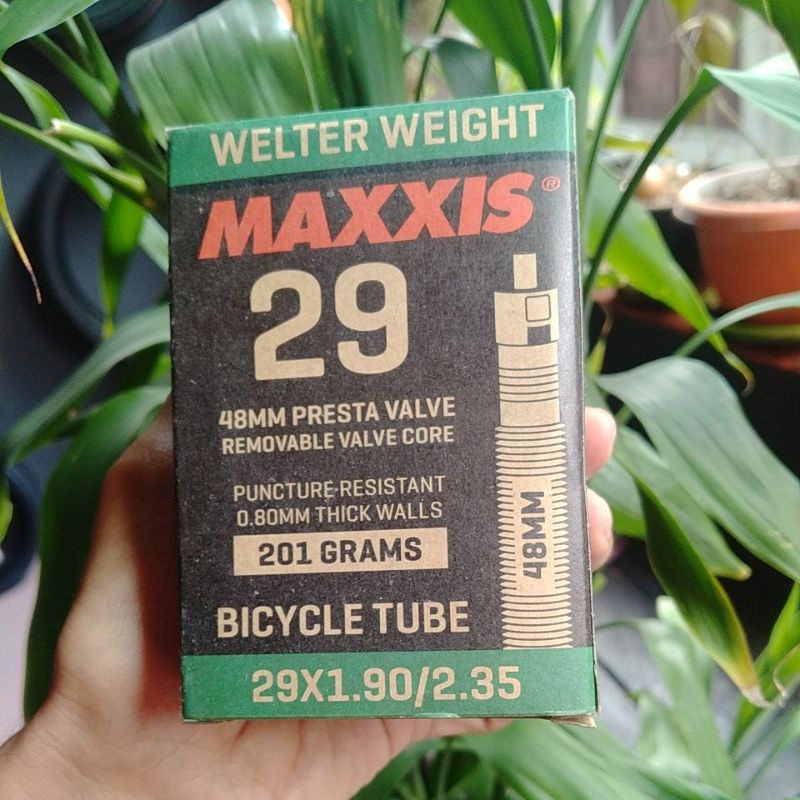 WELTER WEIGHT
MAXXIS®
29
48MM PRESTA VALVE
REMOVABLE VALVE CORE
PUNCTURE-RESISTANT
0.80MM THICK WALLS
201 GRAMS
48MM
BICYCLE TUBE
29X1.90/2.35